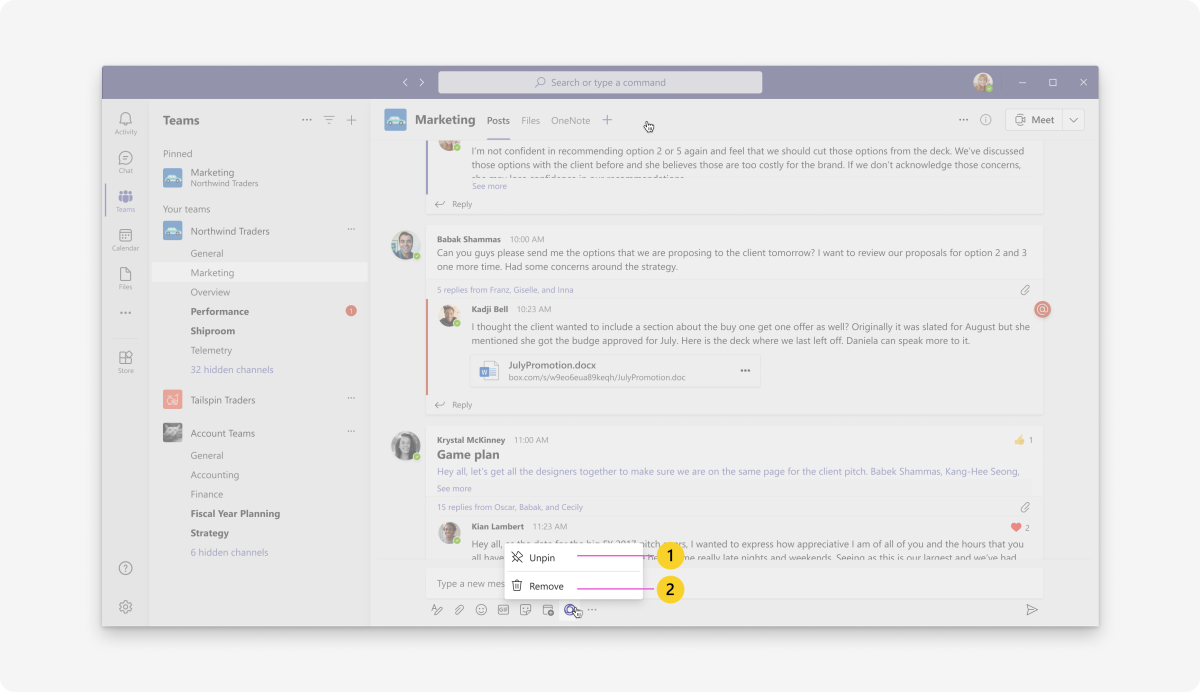 Search or type a command
Activity
Chat
Teams
Calendar
Files
Store
Teams
Pinned
Marketing
Northwind Traders
Your teams
Northwind Traders
General
Marketing
Overview
Performance
1
Shiproom
Telemetry
32 hidden channels
Tailspin Traders
Account Teams
General
Accounting
Finance
Fiscal Year Planning
Strategy
6 hidden channels
Marketing
Posts
Files
OneNote
Meet
I'm not confident in recommending option 2 or 5 again and feel that we should cut those options from the deck. We've discussed
those options with the client before and she believes those are too costly for the brand. If we don't acknowledge those concerns,
See more
Reply
Babak Shammas 10:00 AM
Can you guys please send me the options that we are proposing to the client tomorrow? I want to review our proposals for option 2 and 3
one more time. Had some concerns around the strategy.
5 replies from Franz, Giselle, and Inna
Kadji Bell 10:23 AM
@
I thought the client wanted to include a section about the buy one get one offer as well? Originally it was slated for August but she
mentioned she got the budge approved for July. Here is the deck where we last left off. Daniela can speak more to it.
JulyPromotion.docx
box.com/s/w9eo6eua89keqh/JulyPromotion.doc
Reply
Krystal McKinney 11:00 AM
1
Game plan
Hey all, let's get all the designers together to make sure we are on the same page for the client pitch. Babak Shammas, Kang-Hee Seong,
See more
15 replies from Oscar, Babak, and Cecily
Kian Lambert 11:23 AM
2
Hey all, as the date for the big FY 2017 pitch nears, I wanted to express how appreciative I am of all of you and the hours that you
all have really late nights and weekends. Seeing as this is our largest and we've had
Unpin
1
Remove
2
Type a new mes
GIF